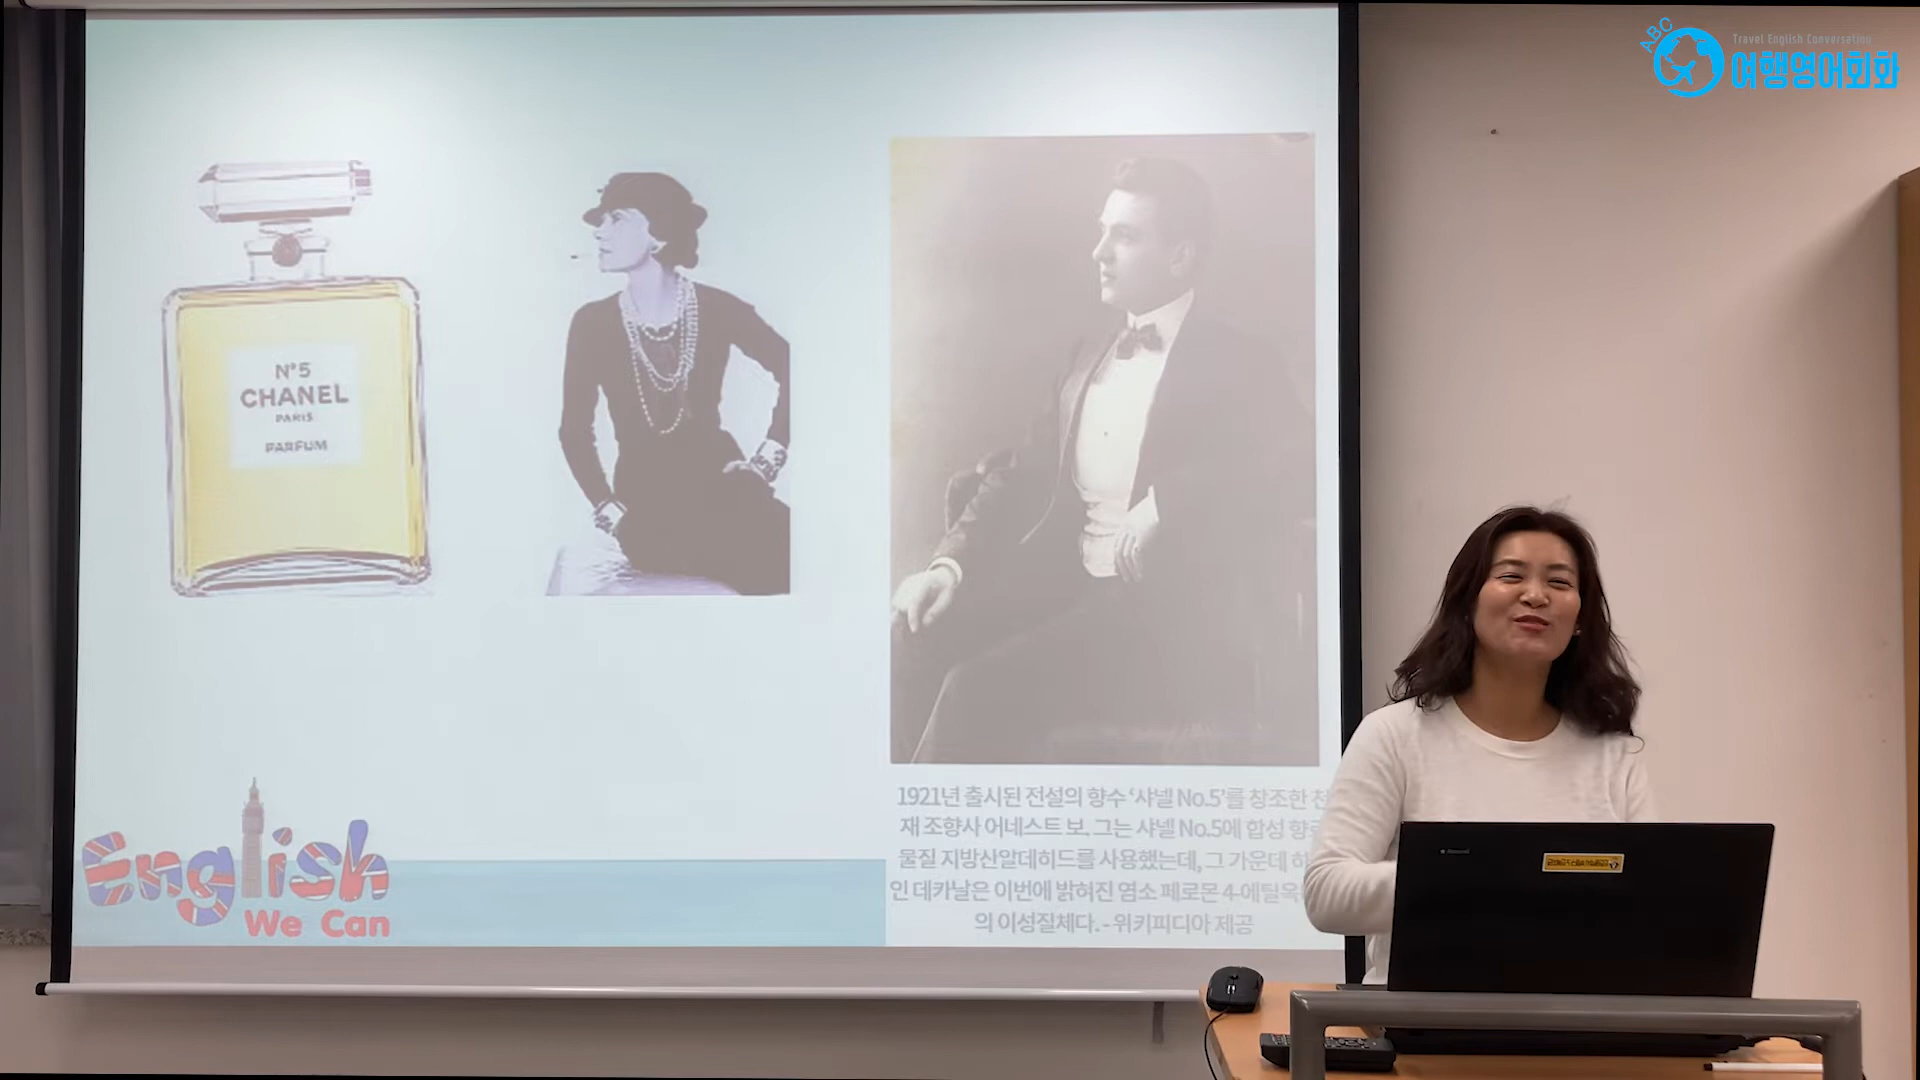 ABC
Travel English Conversation
여행영어회화
N°5
CHANEL
PARIS
PARFUM
1921년 출시된 전설의 향수 ‘샤넬 No.5’를 창조한 천
재 조향사 어네스트 보. 그는 샤넬 No.5에 합성 향료
물질 지방산알데히드를 사용했는데, 그 가운데 하
인 데카날은 이번에 밝혀진 염소 페로몬 4-에틸옥
의 이성질체다. - 위키피디아 제공
English
We Can